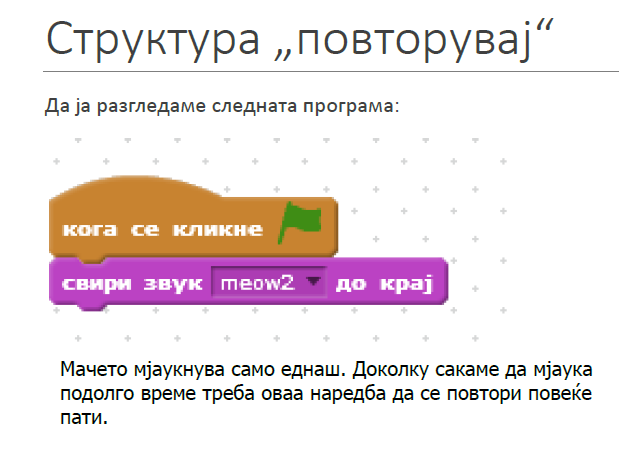 Структура „повторувај“
Да ја разгледаме следната програма:
кога се кликне
свири звук meow2 до крај
Мачето мјаукнува само еднаш. Доколку сакаме да мјаука
подолго време треба оваа наредба да се повтори повеќе
пати.